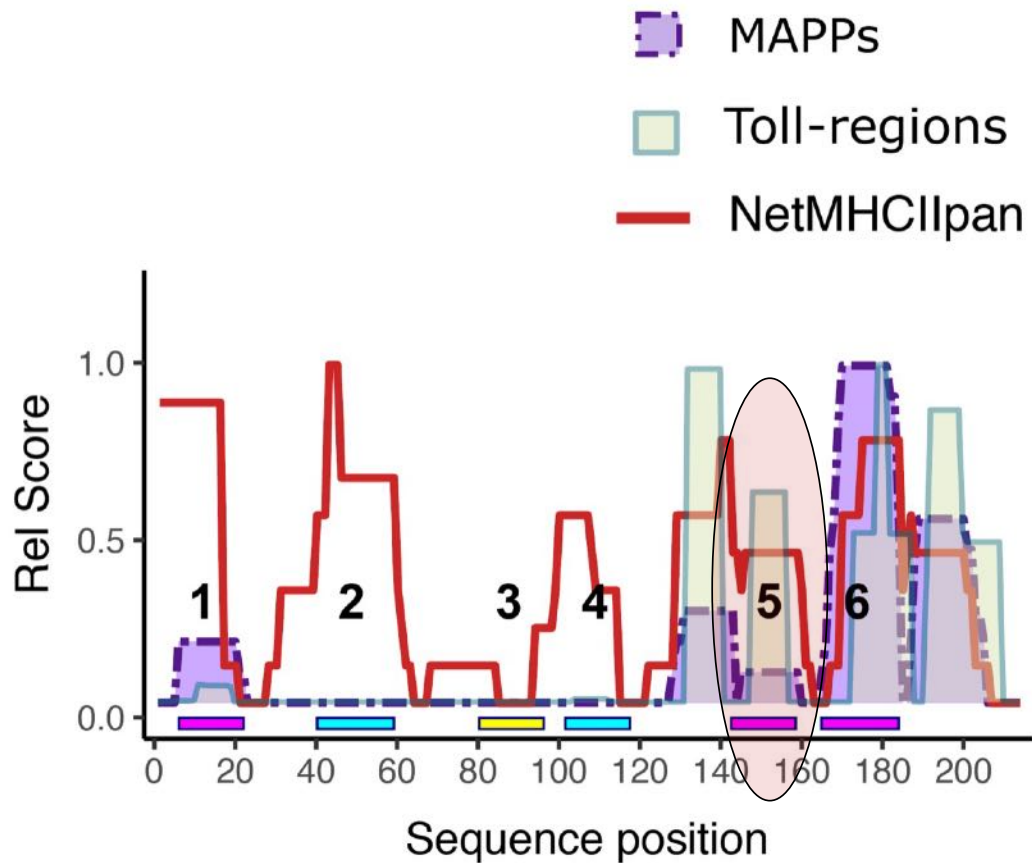 MAPPs
Toll-regions
NetMHCIIpan
1.0
0.5
0.0
Rel Score
1 2 3 4 5 6
0 20 40 60 80 100 120 140 160 180 200
Sequence position